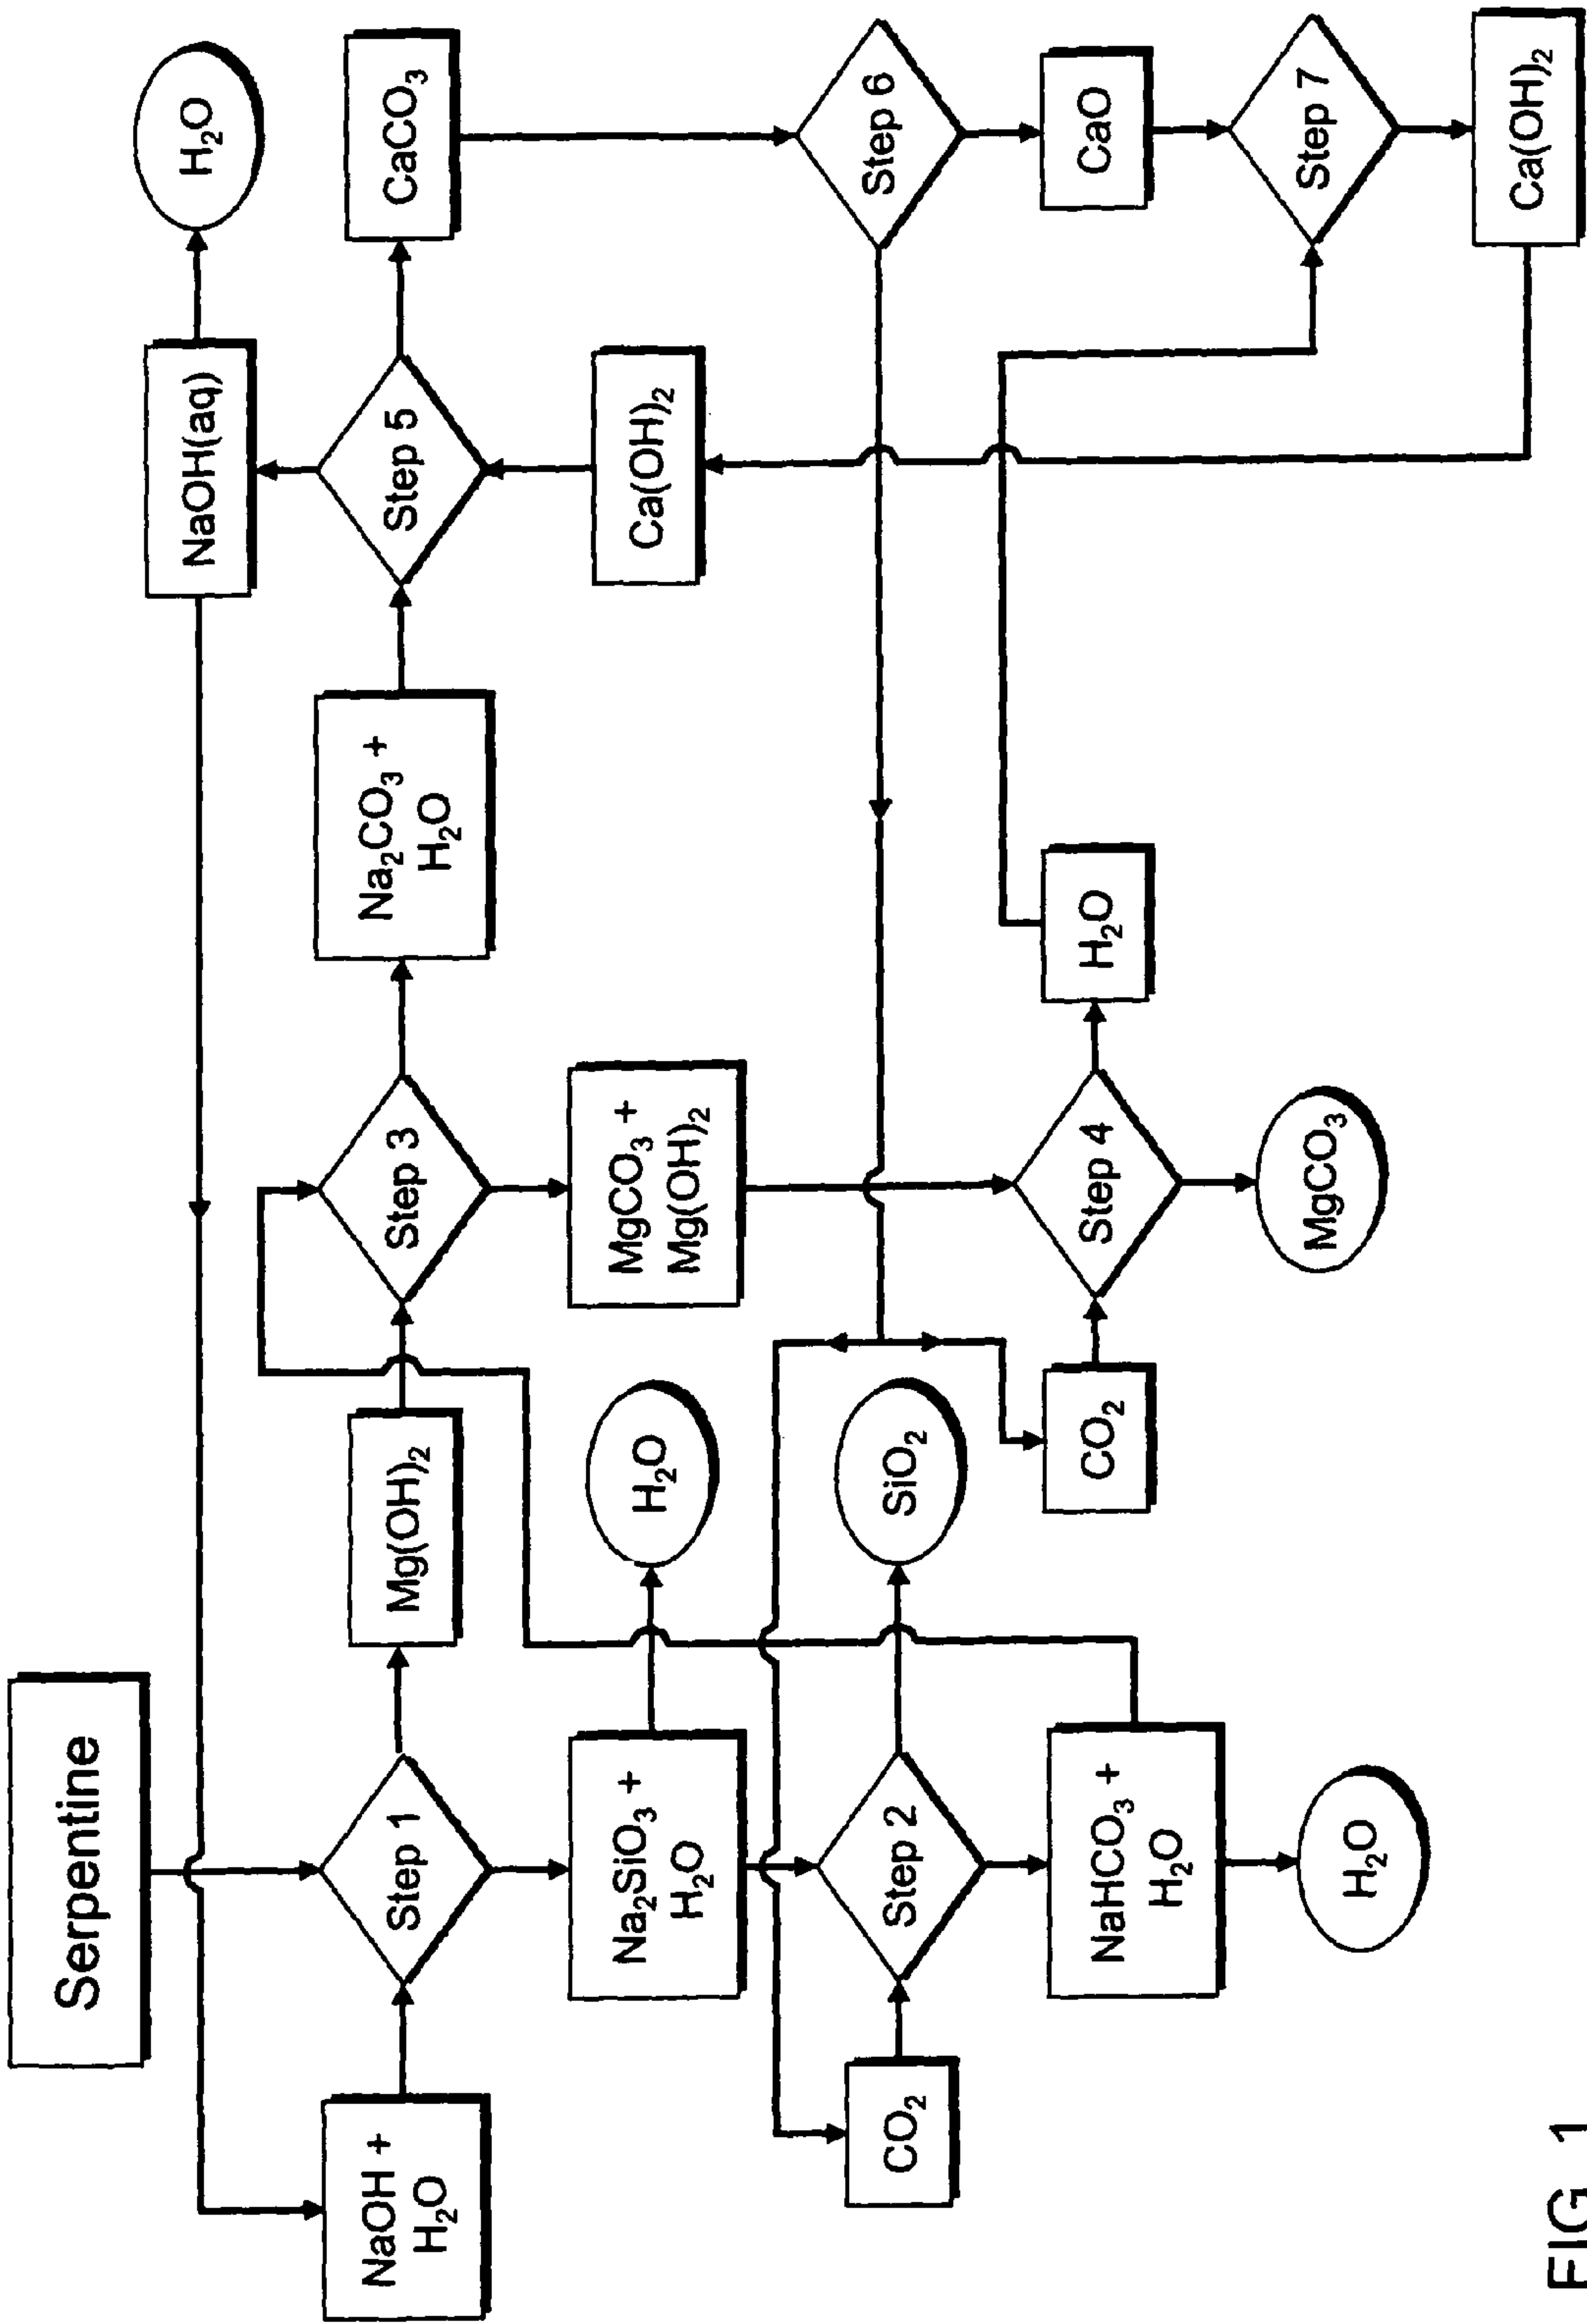 Serpentine
NaOH +
H₂O
Step 1
Mg(OH)₂
Step 3
Na₂CO₃ +
H₂O
Step 5
NaOH(aq)
H₂O
CaCO₃
Na₂SiO₃ +
H₂O
H₂O
MgCO₃ +
Mg(OH)₂
Ca(OH)₂
CO₂
Step 2
SiO₂
Step 6
NaHCO₃ +
H₂O
CO₂
Step 4
H₂O
CaO
H₂O
MgCO₃
Step 7
Ca(OH)₂
FIG. 1